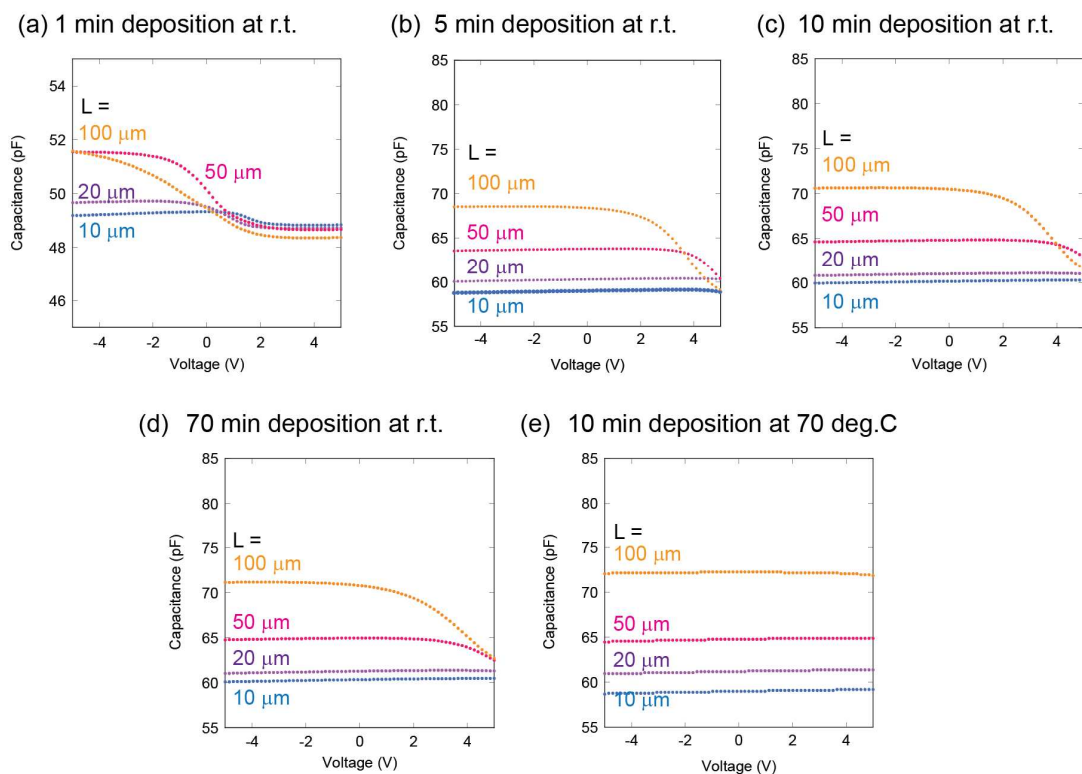 (a) 1 min deposition at r.t.
54
52
50
48
46
Capacitance (pF)
L =
100 μm
50 μm
20 μm
10 μm
-4 -2 0 2 4
Voltage (V)
(b) 5 min deposition at r.t.
85
80
75
70
65
60
55
Capacitance (pF)
L =
100 μm
50 μm
20 μm
10 μm
-4 -2 0 2 4
Voltage (V)
(c) 10 min deposition at r.t.
85
80
75
70
65
60
55
Capacitance (pF)
L =
100 μm
50 μm
20 μm
10 μm
-4 -2 0 2 4
Voltage (V)
(d) 70 min deposition at r.t.
85
80
75
70
65
60
55
Capacitance (pF)
L =
100 μm
50 μm
20 μm
10 μm
-4 -2 0 2 4
Voltage (V)
(e) 10 min deposition at 70 deg.C
85
80
75
70
65
60
55
Capacitance (pF)
L =
100 μm
50 μm
20 μm
10 μm
-4 -2 0 2 4
Voltage (V)